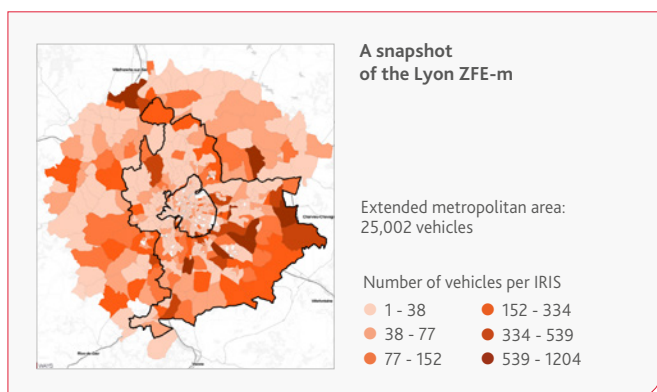 A snapshot
of the Lyon ZFE-m
Extended metropolitan area:
25,002 vehicles
Number of vehicles per IRIS
1 - 38
152 - 334
38 - 77
334 - 539
77 - 152
539 - 1204